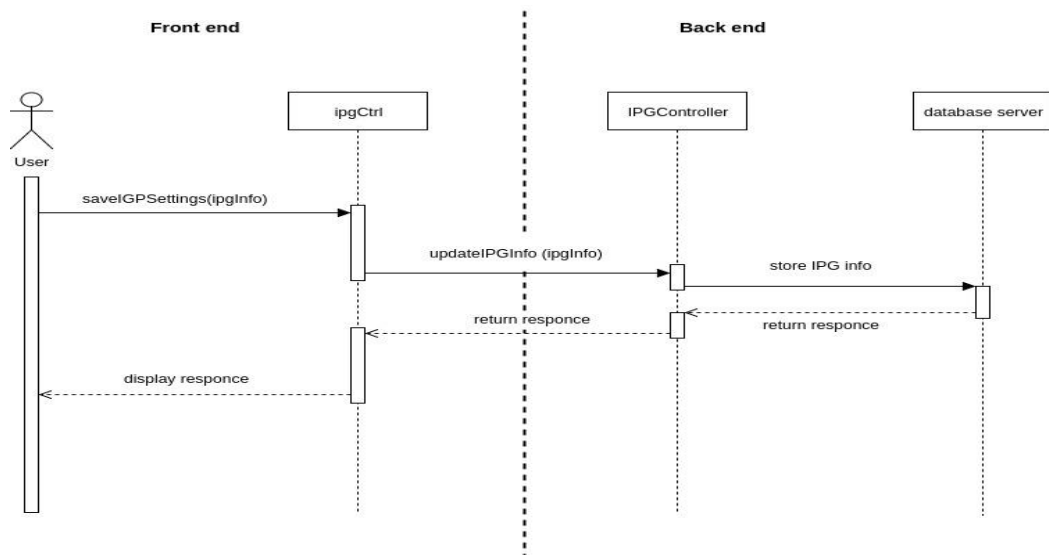 Front end
Back end
ipgCtrl
IPGController
database server
User
saveIGPSettings(ipgInfo)
updateIPGInfo (ipgInfo)
store IPG info
return responce
return responce
display responce